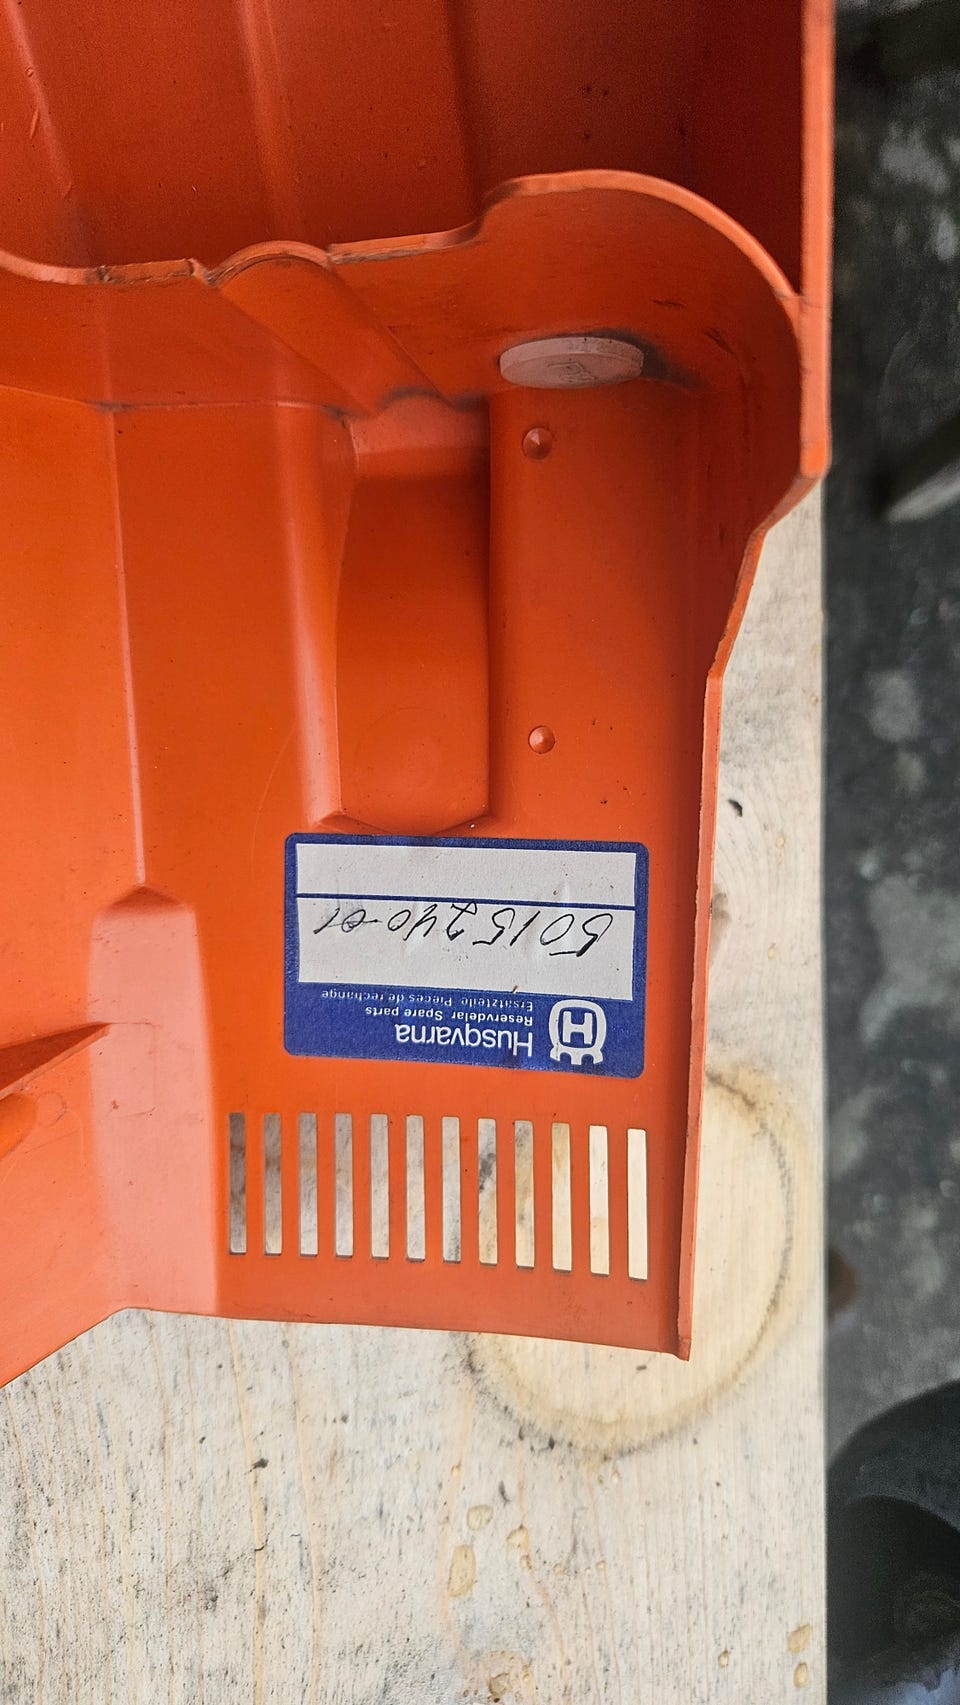 Husqvarna
Reservdelar Spare parts
Ersatzteile Pièces de rechange
5015240-01